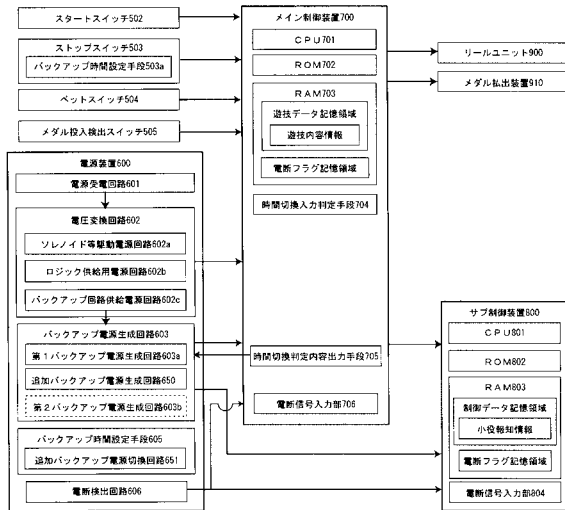 スタートスイッチ502
ストップスイッチ503
バックアップ時間設定手段503a
ベットスイッチ504
メダル投入検出スイッチ505
電源装置600
電源受電回路601
電圧変換回路602
ソレノイド等駆動電源回路602a
ロジック供給用電源回路602b
バックアップ回路供給電源回路602c
バックアップ電源生成回路603
第1バックアップ電源生成回路603a
追加バックアップ電源生成回路650
第2バックアップ電源生成回路603b
バックアップ時間設定手段605
追加バックアップ電源切換回路651
電断検出回路606
メイン制御装置700
CPU701
ROM702
RAM703
遊技データ記憶領域
遊技内容情報
電断フラグ記憶領域
時間切換入力判定手段704
時間切換判定内容出力手段705
電断信号入力部706
リールユニット900
メダル払出装置910
サブ制御装置800
CPU801
ROM802
RAM803
制御データ記憶領域
小役報知情報
電断フラグ記憶領域
電断信号入力部804